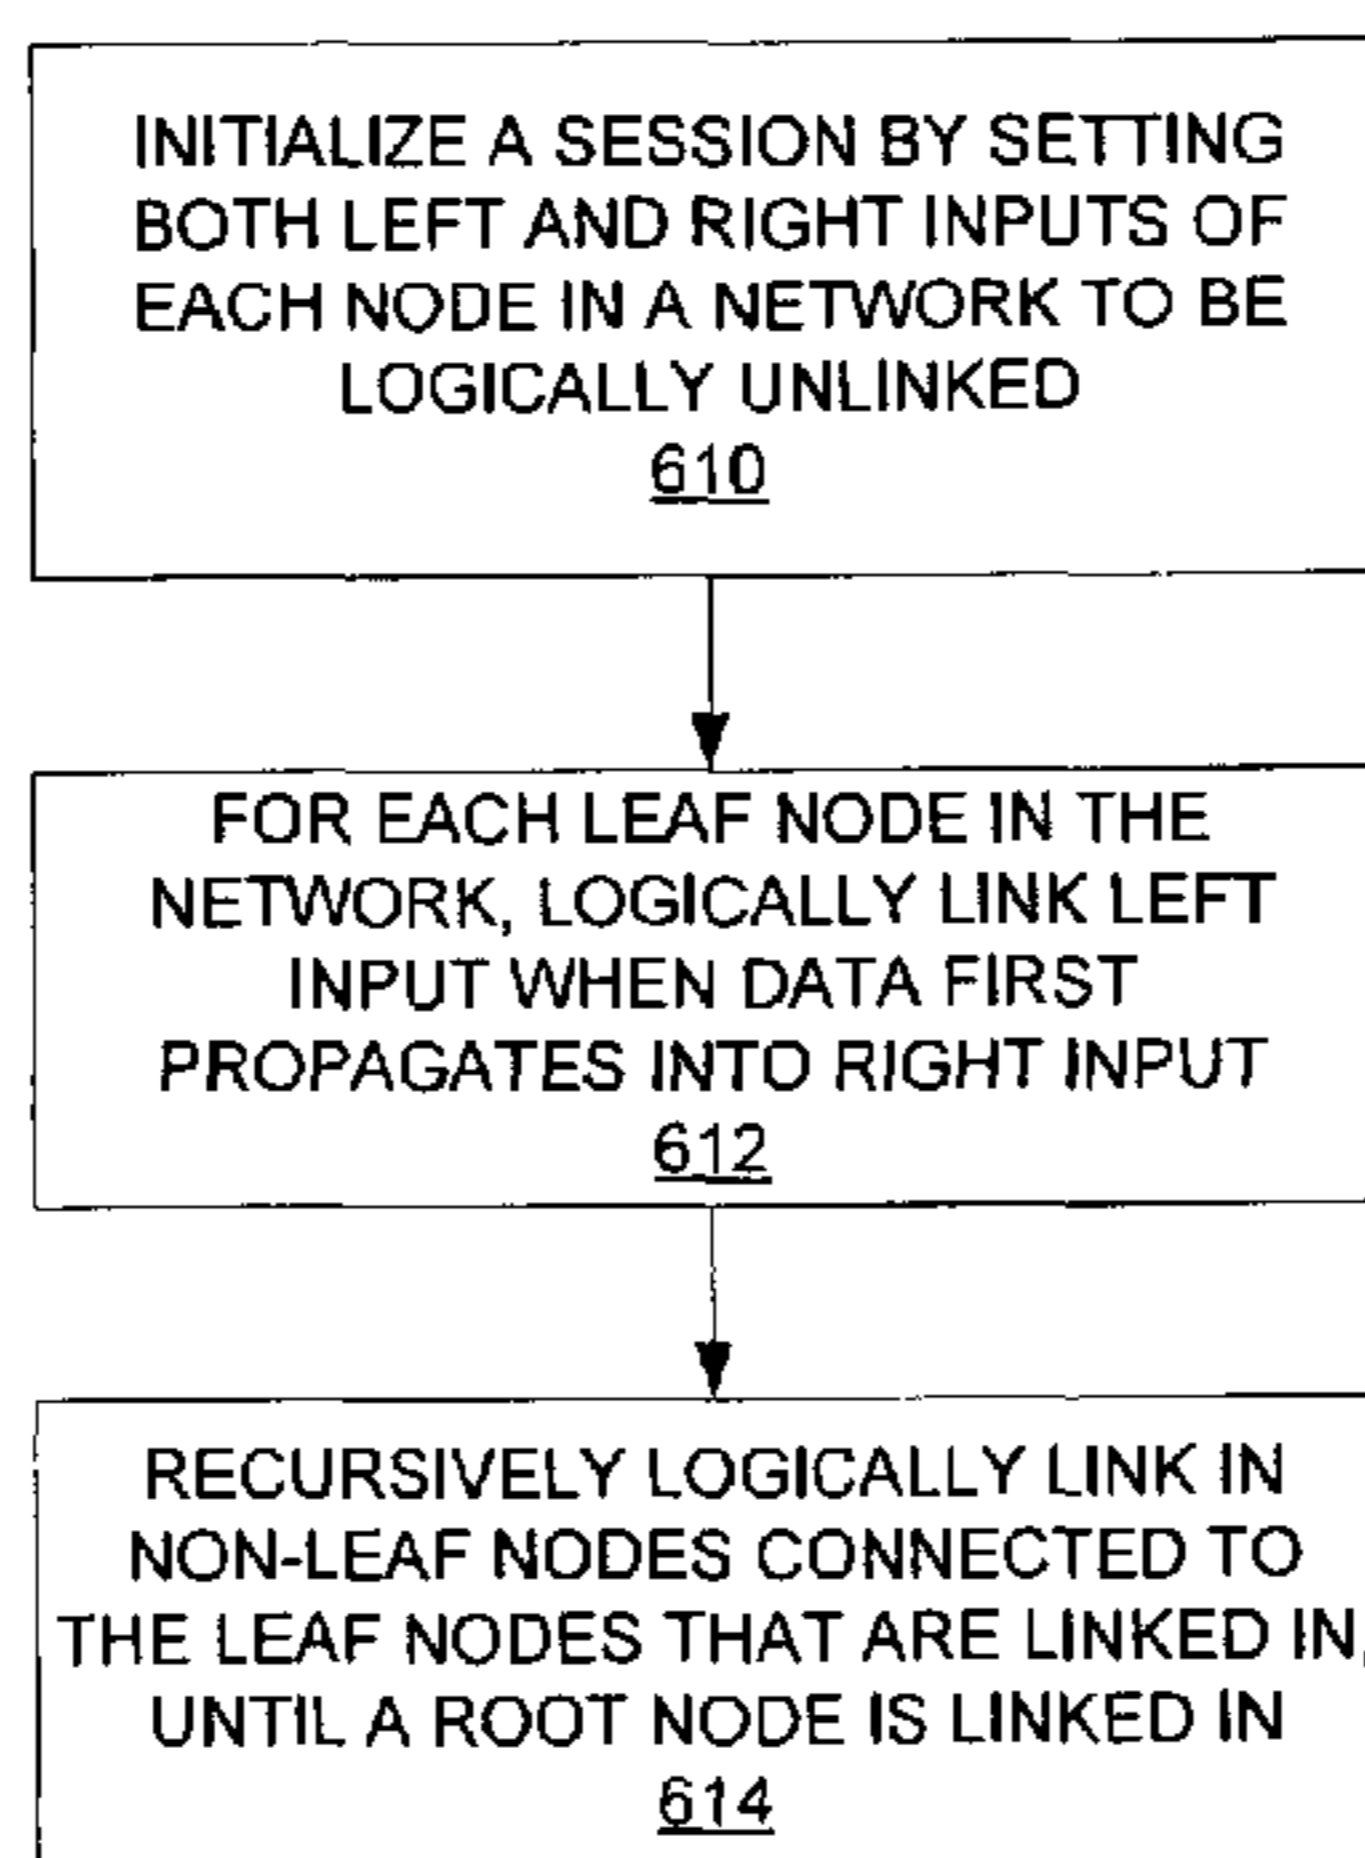 INITIALIZE A SESSION BY SETTING
BOTH LEFT AND RIGHT INPUTS OF
EACH NODE IN A NETWORK TO BE
LOGICALLY UNLINKED
610
FOR EACH LEAF NODE IN THE
NETWORK, LOGICALLY LINK LEFT
INPUT WHEN DATA FIRST
PROPAGATES INTO RIGHT INPUT
612
RECURSIVELY LOGICALLY LINK IN
NON-LEAF NODES CONNECTED TO
THE LEAF NODES THAT ARE LINKED IN,
UNTIL A ROOT NODE IS LINKED IN
614